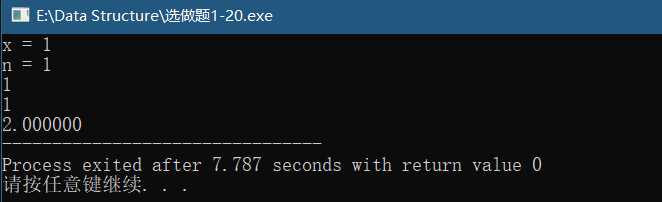 E:\Data Structure\选做题1-20.exe
x = 1
n = 1
1
1
2.000000
--------------------------------
Process exited after 7.787 seconds with return value 0
请按任意键继续. . .